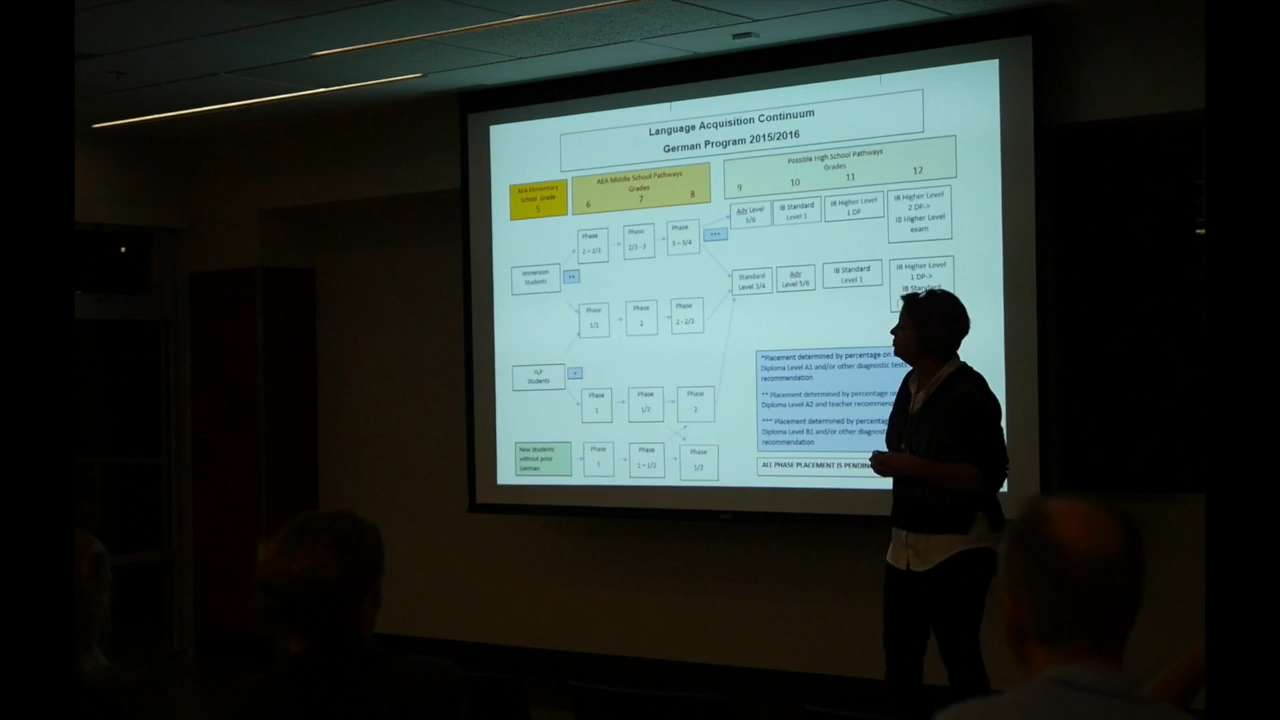 Language Acquisition Continuum
German Program 2015/2016
AEA Elementary
School Grade
5
AEA Middle School Pathways
Grades
6 7 8
Possible High School Pathways
Grades
9 10 11 12
Phase
2 – 2/3
Phase
2/3 - 3
Phase
3 – 3/4
***
Adv Level
5/6
IB Standard
Level 1
IB Higher Level
1 DP
IB Higher Level
2 DP->
IB Higher Level
exam
Immersion
Students
**
Standard
Level 3/4
Adv
Level 5/6
IB Standard
Level 1
IB Higher Level
1 DP->
IB Standard
Phase
1/2
Phase
2
Phase
2 - 2/3
Students
*
Phase
1
Phase
1/2
Phase
2
New Students
without prior
German
Phase
1
Phase
1 – 1/2
Phase
1/2
*Placement determined by percentage on
Diploma Level A1 and/or other diagnostic tests
recommendation
** Placement determined by percentage
Diploma Level A2 and teacher
*** Placement determined by percentage
Diploma Level B1 and/or other
recommendation
ALL PHASE PLACEMENT IS